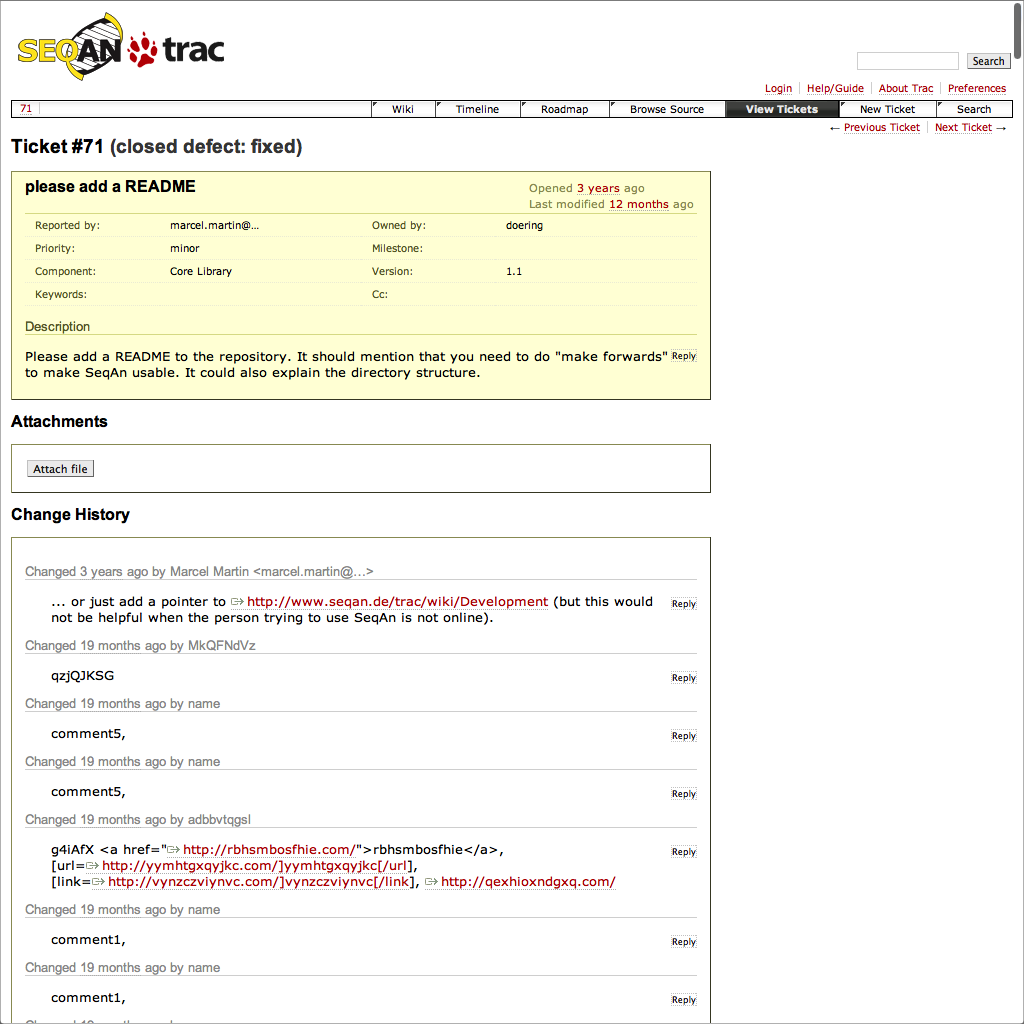 SEQAN trac
Search
Login Help/Guide About Trac Preferences
71 Wiki Timeline Roadmap Browse Source View Tickets New Ticket Search
← Previous Ticket Next Ticket →
Ticket #71 (closed defect: fixed)
please add a README
Opened 3 years ago
Last modified 12 months ago
Reported by: marcel.martin@... Owned by: doering
Priority: minor Milestone:
Component: Core Library Version: 1.1
Keywords: Cc:
Description
Please add a README to the repository. It should mention that you need to do "make forwards" Reply
to make SeqAn usable. It could also explain the directory structure.
Attachments
Attach file
Change History
Changed 3 years ago by Marcel Martin <marcel.martin@...>
... or just add a pointer to http://www.seqan.de/trac/wiki/Development (but this would Reply
not be helpful when the person trying to use SeqAn is not online).
Changed 19 months ago by MkQFNdVz
qzjQJKSG Reply
Changed 19 months ago by name
comment5, Reply
Changed 19 months ago by name
comment5, Reply
Changed 19 months ago by adbbvtqgsl
g4iAfX <a href="http://rbhsmbosfhie.com/">rbhsmbosfhie</a>, Reply
[url=http://yymhtgxqyjkc.com/]yymhtgxqyjkc[/url],
[link=http://vynzczviynvc.com/]vynzczviynvc[/link], http://qexhioxndgxq.com/
Changed 19 months ago by name
comment1, Reply
Changed 19 months ago by name
comment1, Reply